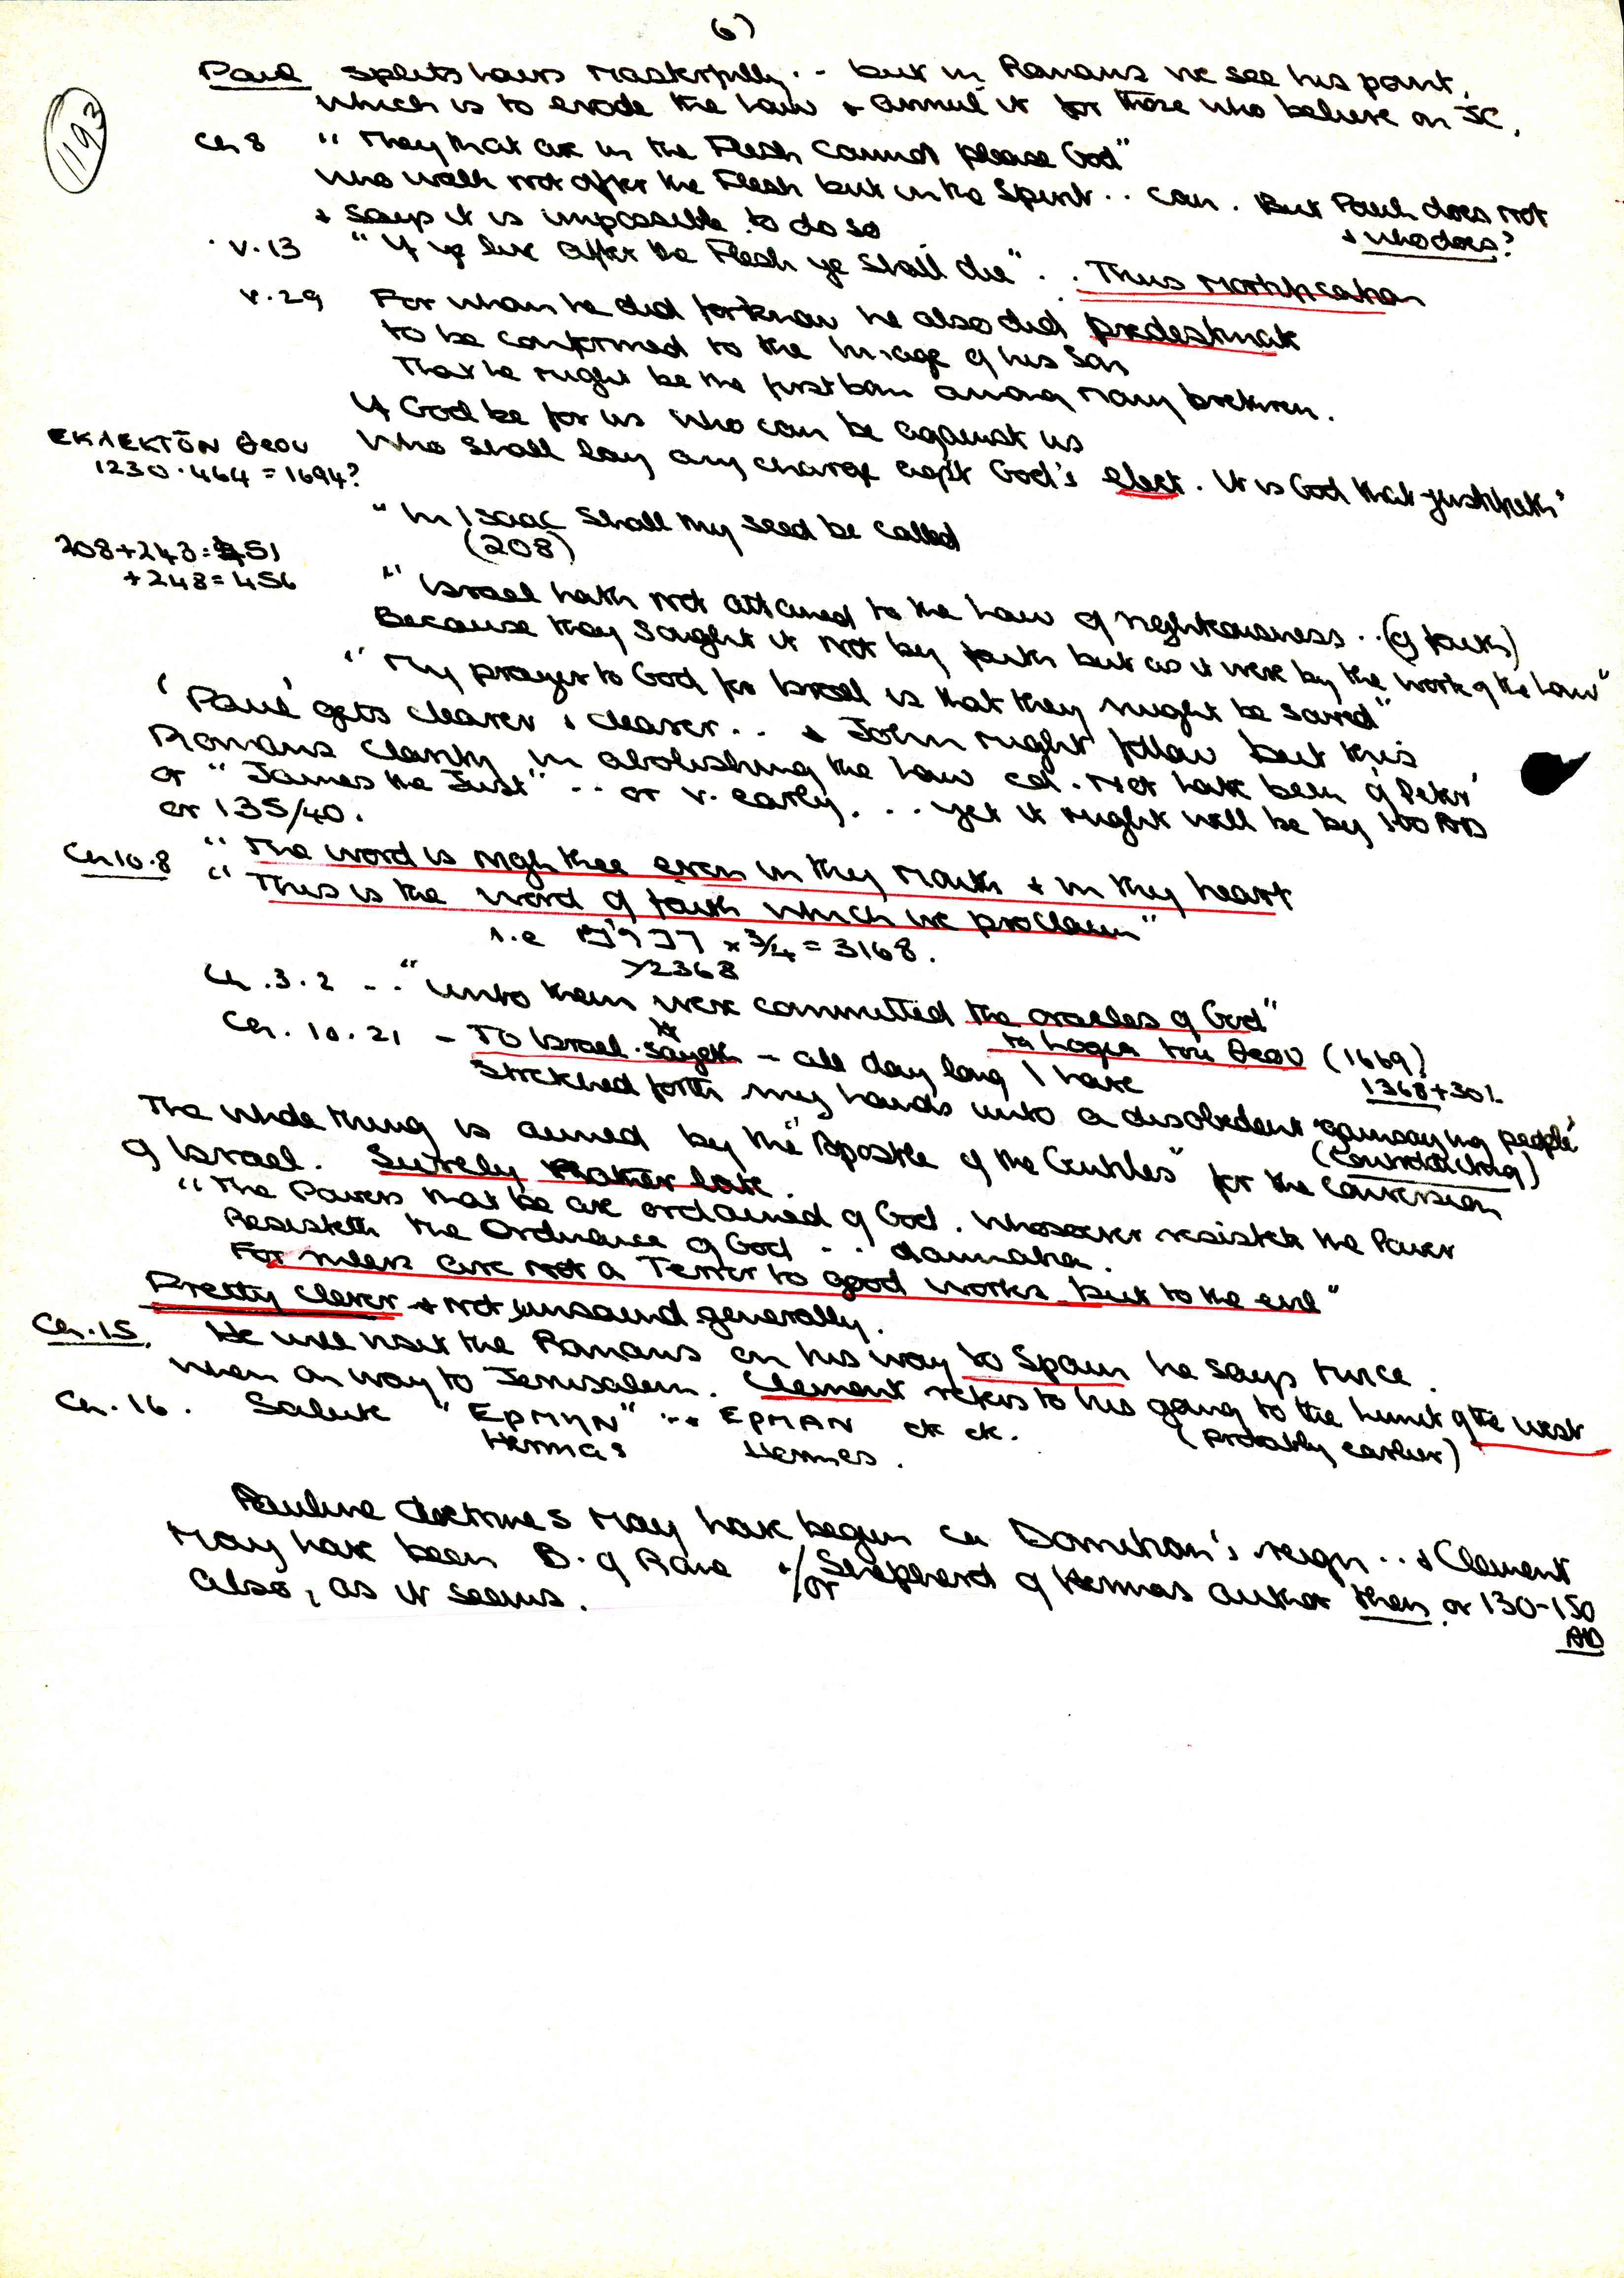 6)
1193
Paul splits hairs masterfully.. but in Romans we see his point,
which is to erode the Law + annul it for those who believe on JC.
Ch 8 "They that are in the Flesh cannot please God"
who walk not after the Flesh but in the Spirit.. can. But Paul does not
+ says it is impossible to do so. + who does?
v.13 "If ye live after the Flesh ye shall die".. Thus mortification
v.29 For whom he did foreknow he also did predestinate
to be conformed to the image of his Son
That he might be the first born among many brethren.
If God be for us who can be against us
ΕΚΛΕΚΤŌΝ θεου Who shall lay any charge agst God's elect. It is God that justifieth"
1230.464 = 1694?
"In Isaac shall thy seed be called
(208)
208+243=451
+248=456
"Israel hath not attained to the Law of righteousness..(of faith)
Because they sought it not by faith but as it were by the work of the Law"
"My prayer to God for Israel is that they might be saved"
'Paul' gets clearer + clearer.. + John might follow but this
Romans clarity in abolishing the Law cd. not have been of 'Peter'
or "James the Just".. or v. early... yet it might well be by 100 AD
or 135/40.
Ch 10.8 "The word is nigh thee even in thy mouth + in thy heart
"This is the word of faith which we proclaim"
i.e x 3/4 = 3168.
>2368
Ch.3.2 .. "unto them were committed the oracles of God"
τα Logia του θεου (1669)
1368+301
Ch. 10.21 – To Israel. sayeth – all day long I have
stretched forth my hands unto a disobedient gainsaying people'
(contradicting)
The whole thing is aimed by the "Apostle of the Gentiles" for the conversion
of Israel. Surely rather late.
"The Powers that be are ordained of God. Whosoever resisteth the Power
Resisteth the Ordinance of God .. damnation.
For rulers are not a Terror to good works but to the evil"
Pretty clever + not unsound generally.
Ch.15. He will visit the Romans on his way to Spain he says twice.
when on way to Jerusalem. Clement refers to his going to the limit of the west
(probably earlier)
Ch.16. Salute "ΕρΜΗΝ" .. + ΕρΜΑΝ
Hermas Hermes.
Pauline doctrines may have begun in Domitian's reign.. + Clement
may have been B. of Rome +/or Shepherd of Hermas author then or 130-150
AD
also, as it seems.